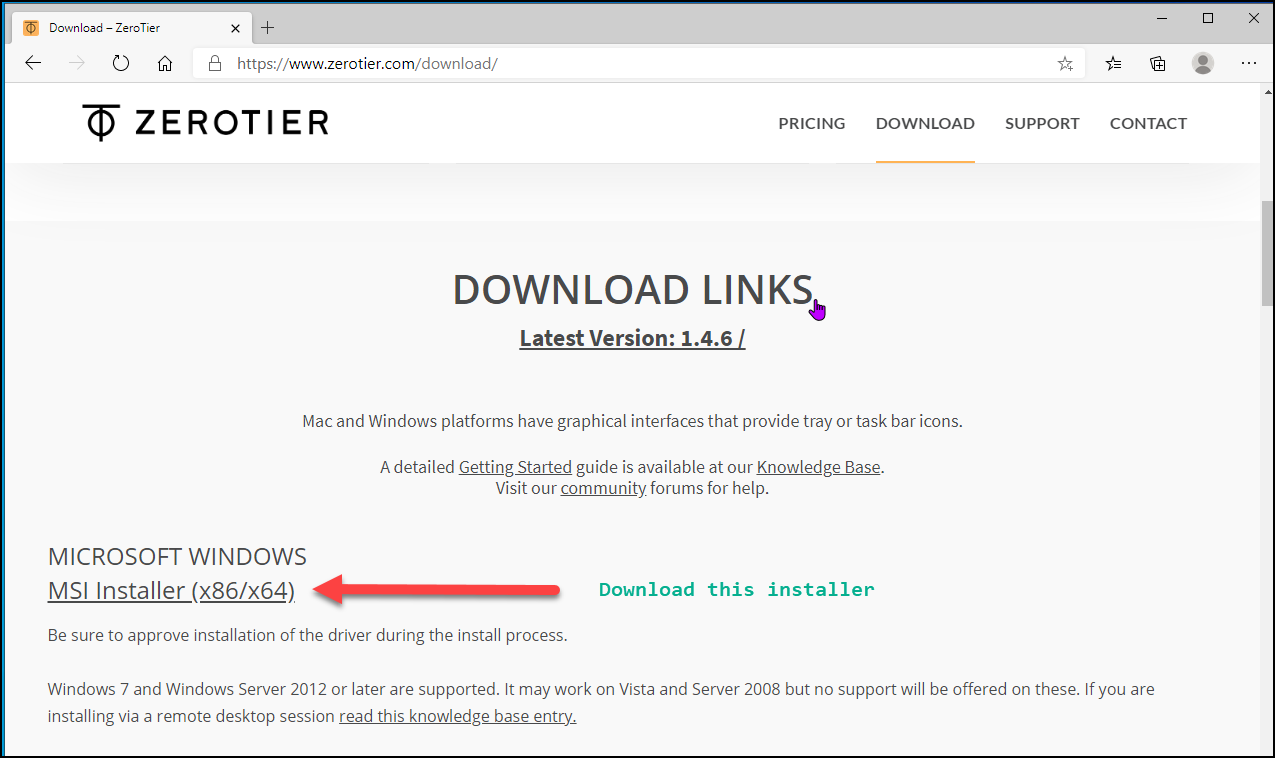 Download – ZeroTier
https://www.zerotier.com/download/
ZEROTIER
PRICING DOWNLOAD SUPPORT CONTACT
DOWNLOAD LINKS
Latest Version: 1.4.6 /
Mac and Windows platforms have graphical interfaces that provide tray or task bar icons.
A detailed Getting Started guide is available at our Knowledge Base.
Visit our community forums for help.
MICROSOFT WINDOWS
MSI Installer (x86/x64)
Download this installer
Be sure to approve installation of the driver during the install process.
Windows 7 and Windows Server 2012 or later are supported. It may work on Vista and Server 2008 but no support will be offered on these. If you are
installing via a remote desktop session read this knowledge base entry.